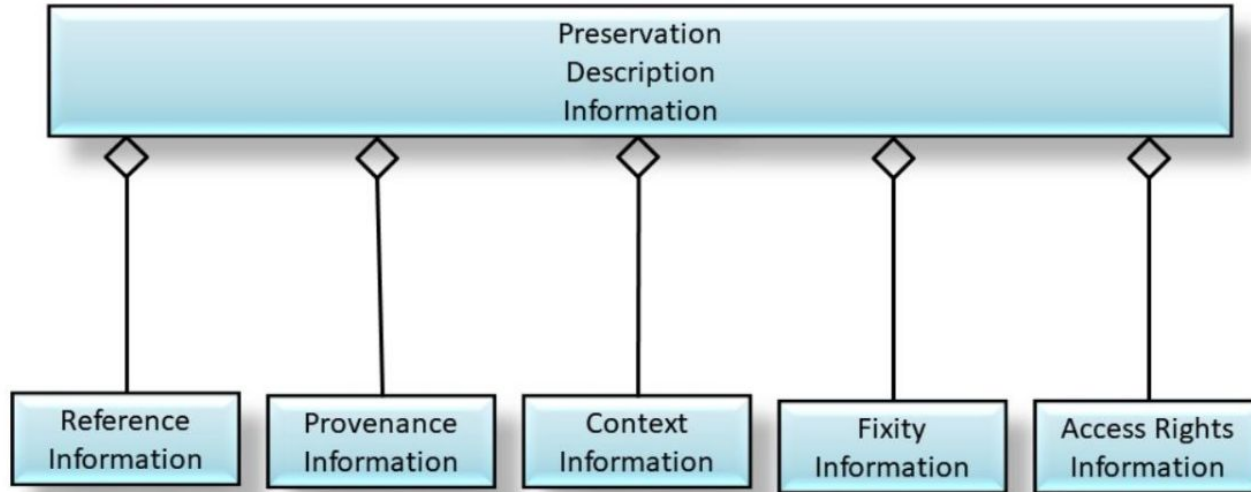 Preservation
Description
Information
Reference
Information
Provenance
Information
Context
Information
Fixity
Information
Access Rights
Information